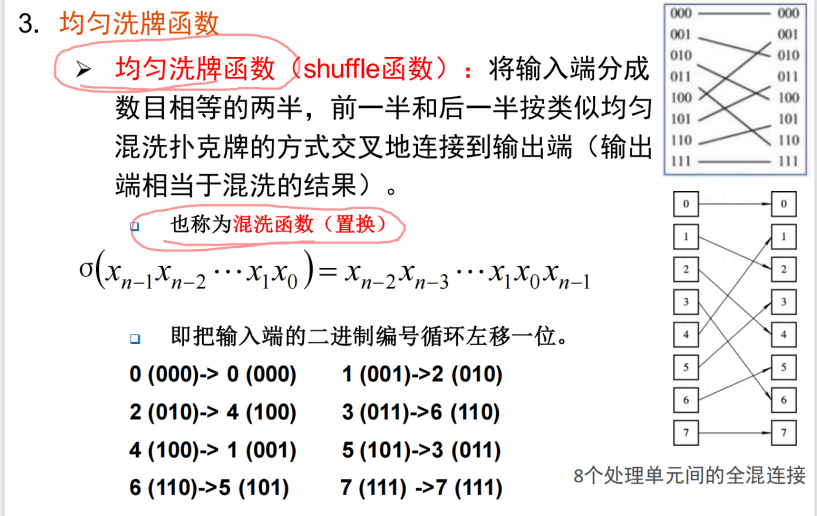 3. 均匀洗牌函数
➢ 均匀洗牌函数（shuffle函数）：将输入端分成
数目相等的两半，前一半和后一半按类似均匀
混洗扑克牌的方式交叉地连接到输出端（输出
端相当于混洗的结果）。
❑ 也称为混洗函数（置换）
σ(xₙ₋₁xₙ₋₂⋯x₁x₀)=xₙ₋₂xₙ₋₃⋯x₁x₀xₙ₋₁
❑ 即把输入端的二进制编号循环左移一位。
0 (000)-> 0 (000) 1 (001)->2 (010)
2 (010)-> 4 (100) 3 (011)->6 (110)
4 (100)-> 1 (001) 5 (101)->3 (011)
6 (110)->5 (101) 7 (111) ->7 (111)
000 000
001 001
010 010
011 011
100 100
101 101
110 110
111 111
0 0
1 1
2 2
3 3
4 4
5 5
6 6
7 7
8个处理单元间的全混连接